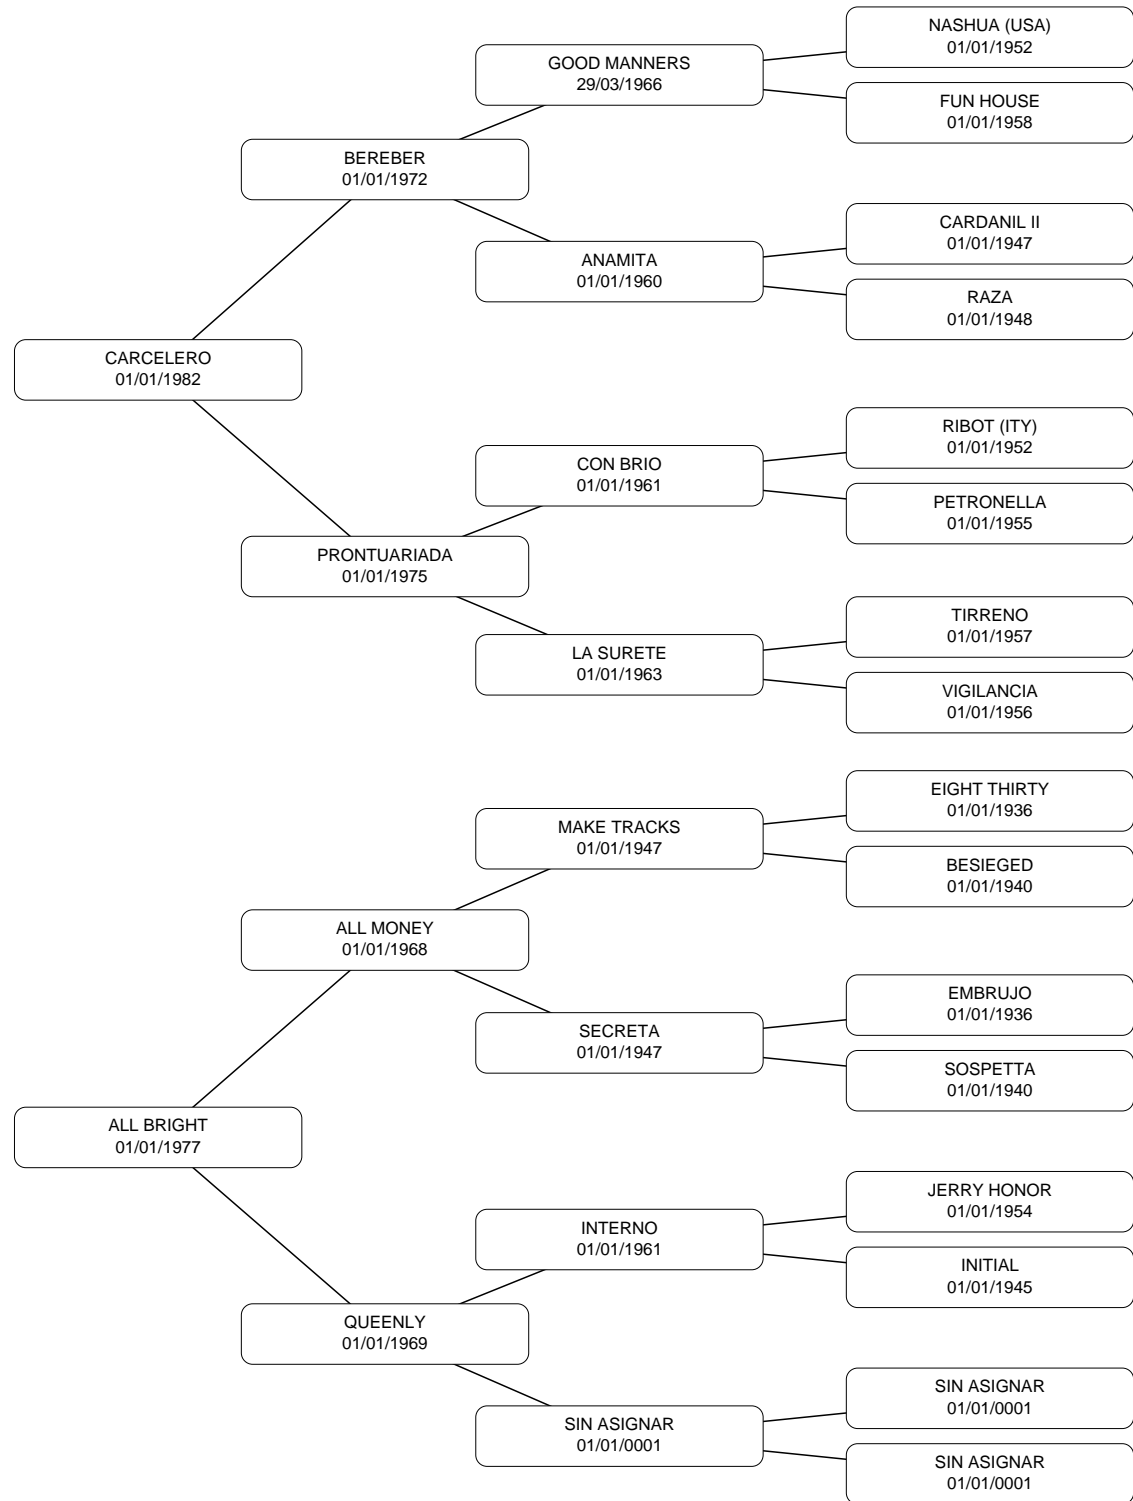 NASHUA (USA)
01/01/1952
GOOD MANNERS
29/03/1966
FUN HOUSE
01/01/1958
BEREBER
01/01/1972
CARDANIL II
01/01/1947
ANAMITA
01/01/1960
RAZA
01/01/1948
CARCELERO
01/01/1982
RIBOT (ITY)
01/01/1952
CON BRIO
01/01/1961
PETRONELLA
01/01/1955
PRONTUARIADA
01/01/1975
TIRRENO
01/01/1957
LA SURETE
01/01/1963
VIGILANCIA
01/01/1956
EIGHT THIRTY
01/01/1936
MAKE TRACKS
01/01/1947
BESIEGED
01/01/1940
ALL MONEY
01/01/1968
EMBRUJO
01/01/1936
SECRETA
01/01/1947
SOSPETTA
01/01/1940
ALL BRIGHT
01/01/1977
JERRY HONOR
01/01/1954
INTERNO
01/01/1961
INITIAL
01/01/1945
QUEENLY
01/01/1969
SIN ASIGNAR
01/01/0001
SIN ASIGNAR
01/01/0001
SIN ASIGNAR
01/01/0001